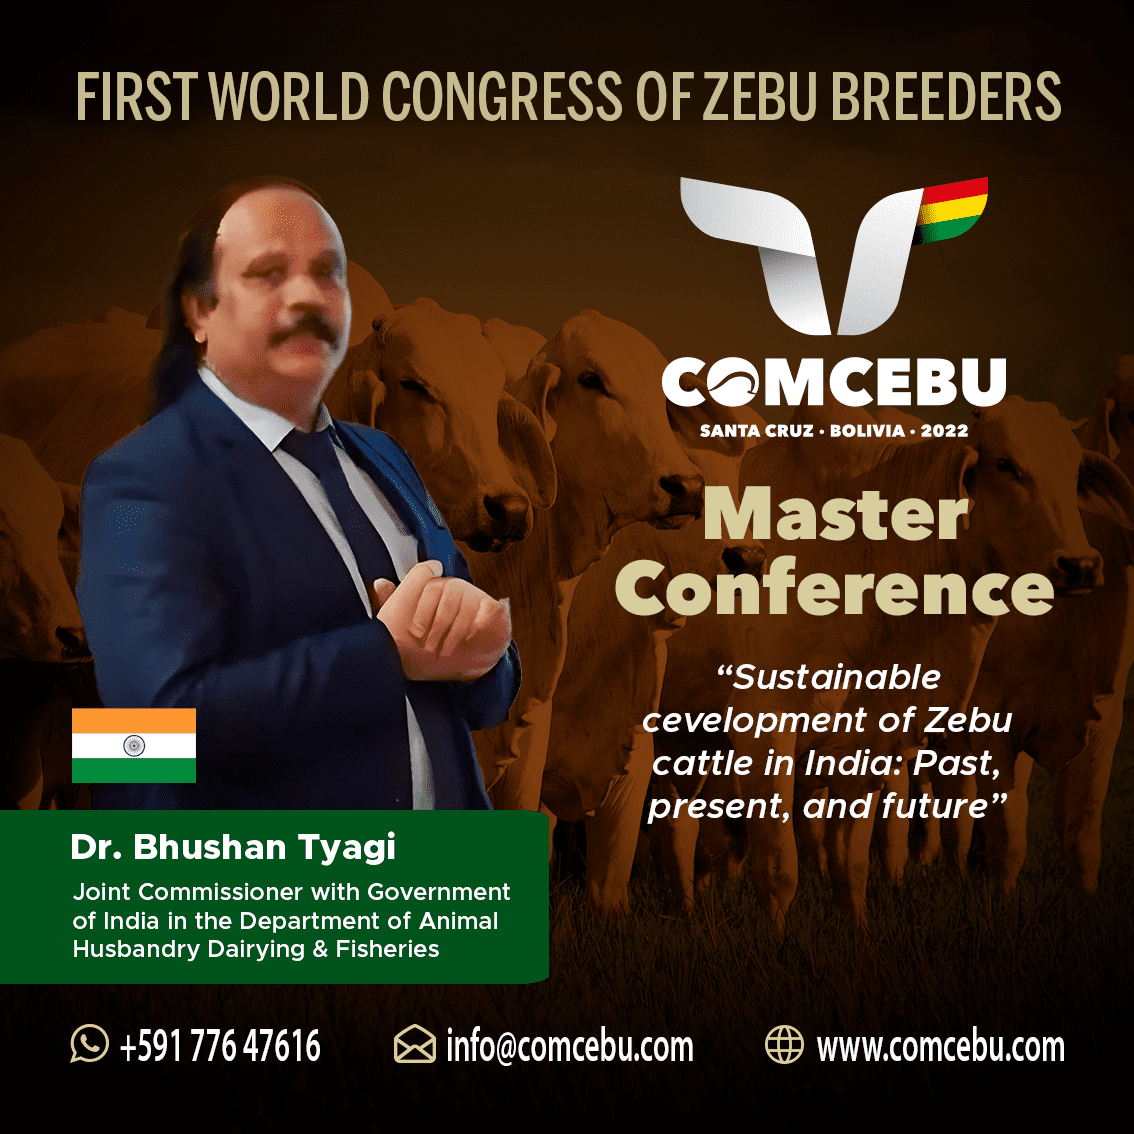 FIRST WORLD CONGRESS OF ZEBU BREEDERS
COMCEBU
SANTA CRUZ · BOLIVIA · 2022
Master
Conference
“Sustainable
cevelopment of Zebu
cattle in India: Past,
present, and future”
Dr. Bhushan Tyagi
Joint Commissioner with Government
of India in the Department of Animal
Husbandry Dairying & Fisheries
+591 776 47616
info@comcebu.com
www.comcebu.com